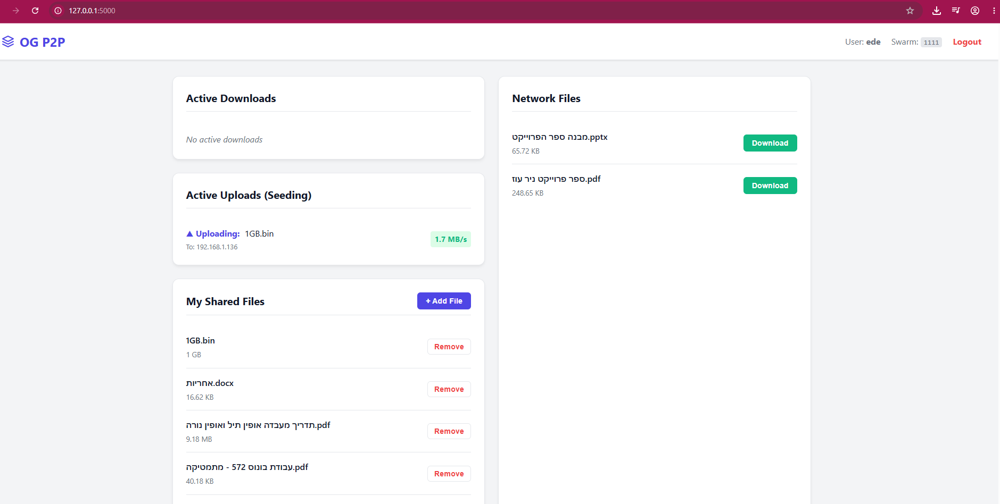 127.0.0.1:5000
OG P2P
User: ede Swarm: 1111 Logout
Active Downloads
No active downloads
Active Uploads (Seeding)
▲ Uploading: 1GB.bin
To: 192.168.1.136
1.7 MB/s
My Shared Files
+ Add File
1GB.bin
1 GB
Remove
אחריות.docx
16.62 KB
Remove
תדריך מעבדה אופין תיל ואופין נורה.pdf
9.18 MB
Remove
עבודת בונוס 572 - מתמטיקה.pdf
40.18 KB
Remove
Network Files
מבנה ספר הפרוייקט.pptx
65.72 KB
Download
ספר פרוייקט ניר עוז.pdf
248.65 KB
Download